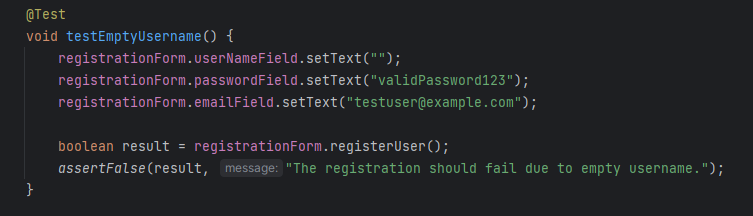 @Test
void testEmptyUsername() {
registrationForm.userNameField.setText("");
registrationForm.passwordField.setText("validPassword123");
registrationForm.emailField.setText("testuser@example.com");
boolean result = registrationForm.registerUser();
assertFalse(result, message: "The registration should fail due to empty username.");
}